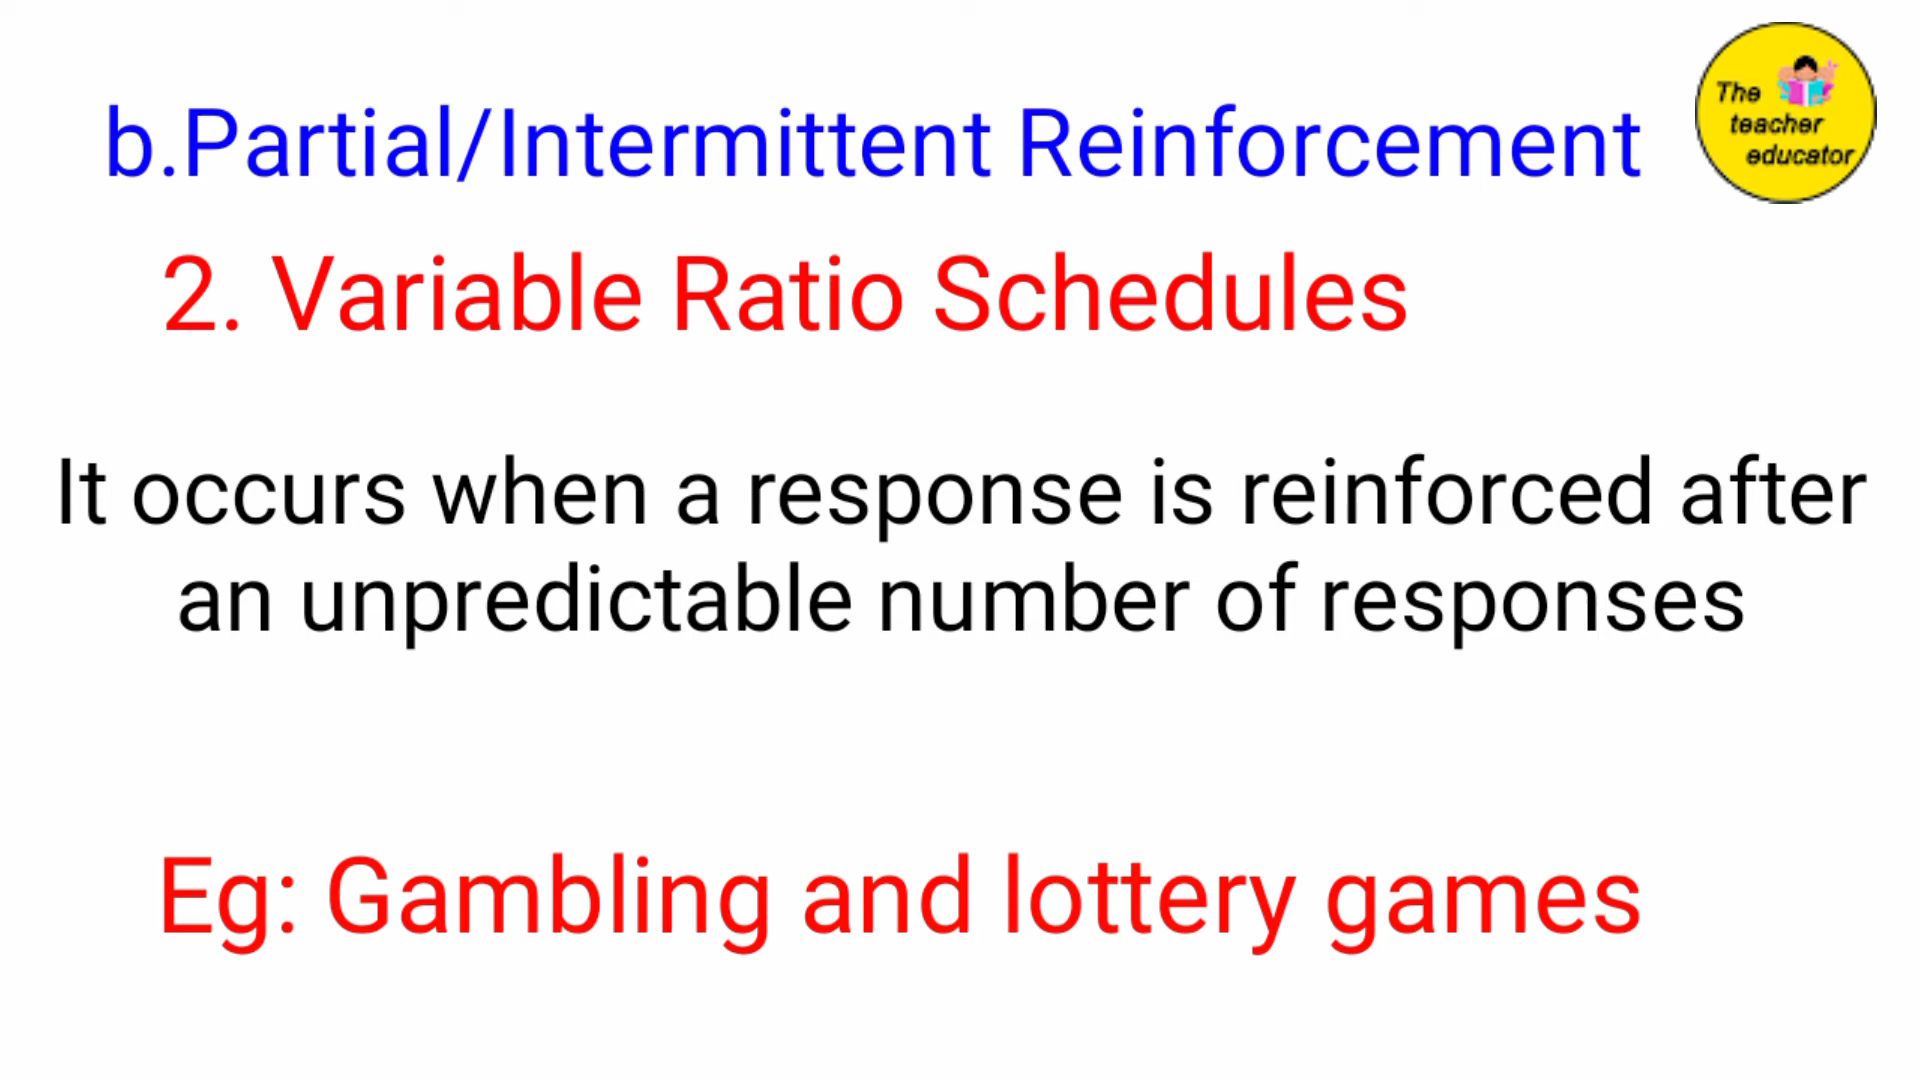 b.Partial/Intermittent Reinforcement
The
teacher
educator
2. Variable Ratio Schedules
It occurs when a response is reinforced after
an unpredictable number of responses
Eg: Gambling and lottery games